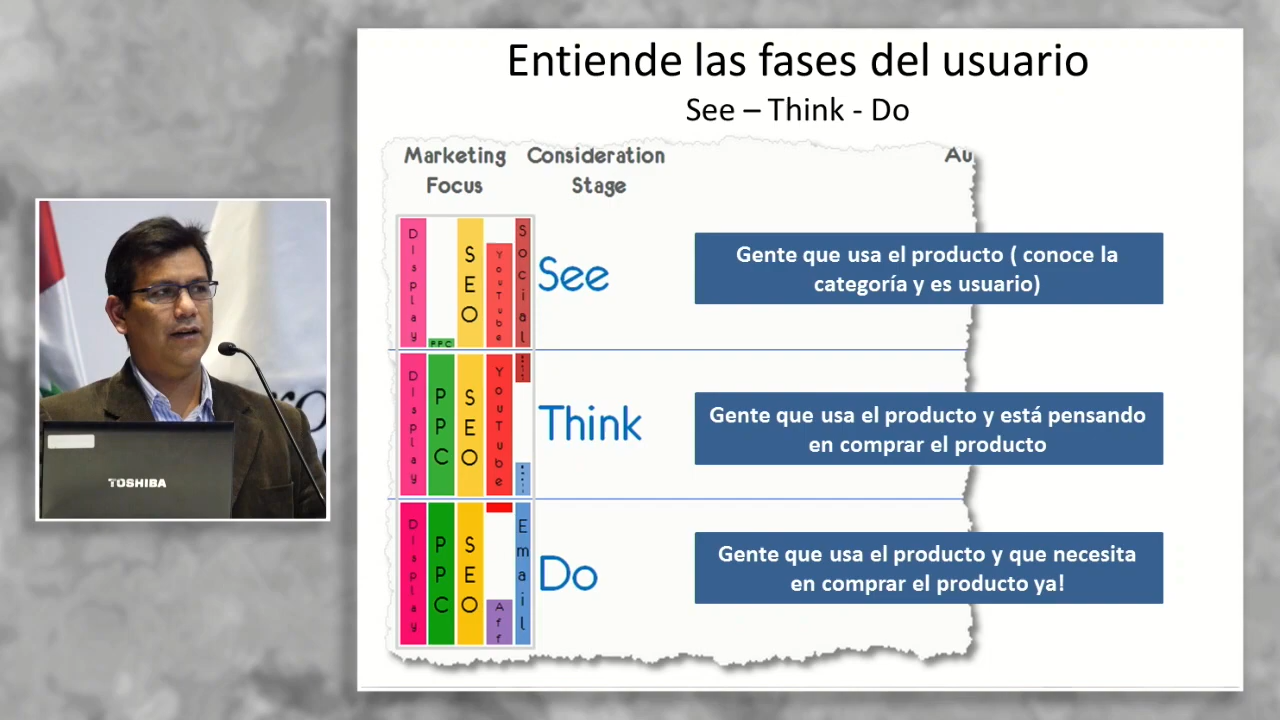 Entiende las fases del usuario
See – Think - Do
Marketing Focus
Consideration Stage
Au
Display
PPC
SEO
YouTube
Social
See
Gente que usa el producto ( conoce la
categoría y es usuario)
Display
PPC
SEO
YouTube
Think
Gente que usa el producto y está pensando
en comprar el producto
Display
PPC
SEO
Aff
Email
Do
Gente que usa el producto y que necesita
en comprar el producto ya!
TOSHIBA